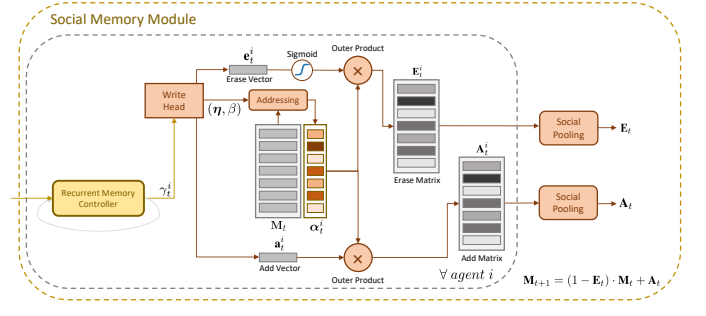 Social Memory Module
Outer Product
e_t^i
Sigmoid
Erase Vector
E_t^i
Write
Head
(η, β)
Addressing
Social
Pooling
E_t
Recurrent Memory
Controller
γ_t^i
M_t
α_t^i
Erase Matrix
A_t^i
Social
Pooling
A_t
a_t^i
Add Vector
Outer Product
Add Matrix
∀ agent i
M_{t+1} = (1 − E_t) · M_t + A_t